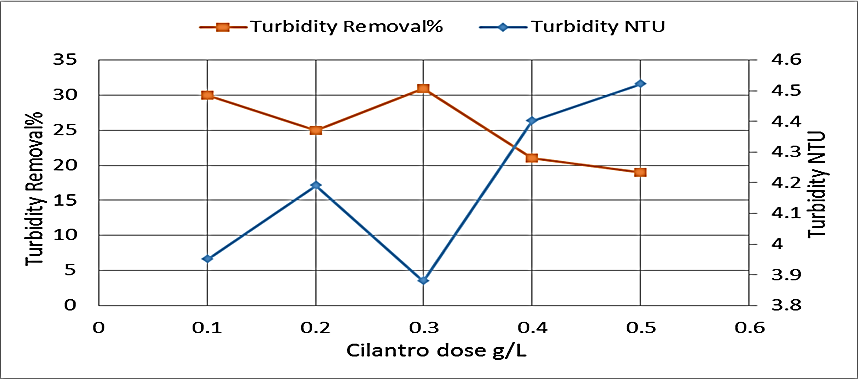 Turbidity Removal% Turbidity NTU
35 4.6
30 4.5
25 4.4
20 4.3
15 4.2
10 4.1
5 4
0 3.9
3.8
0 0.1 0.2 0.3 0.4 0.5 0.6
Cilantro dose g/L
Turbidity Removal%
Turbidity NTU